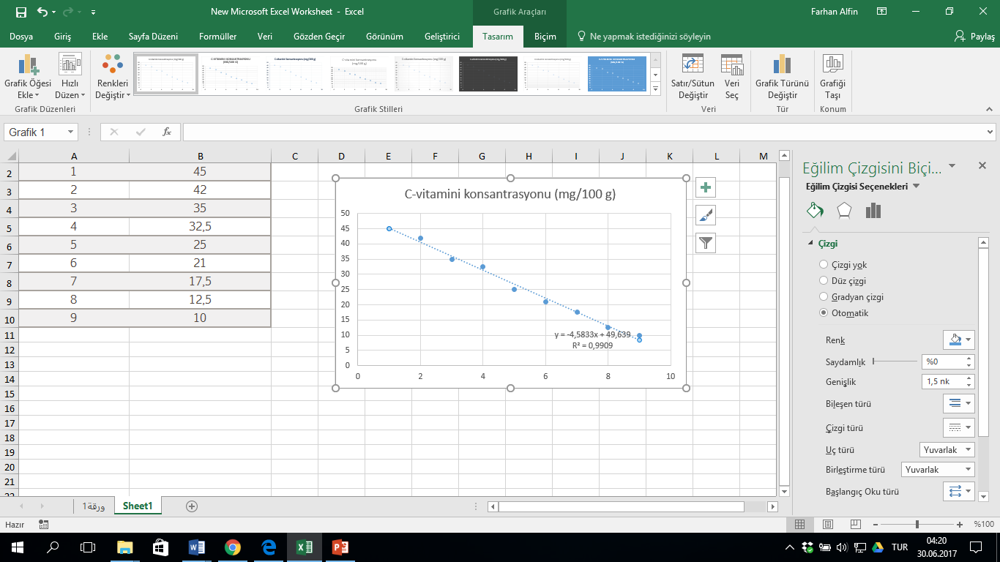 New Microsoft Excel Worksheet - Excel
Grafik Araçları
Farhan Alfin
Dosya
Giriş
Ekle
Sayfa Düzeni
Formüller
Veri
Gözden Geçir
Görünüm
Geliştirici
Tasarım
Biçim
Ne yapmak istediğinizi söyleyin
Paylaş
Grafik Öğesi
Ekle
Hızlı
Düzen
Renkleri
Değiştir
Satır/Sütun
Değiştir
Veri
Seç
Grafik Türünü
Değiştir
Grafiği
Taşı
Grafik Düzenleri
Grafik Stilleri
Veri
Tür
Konum
Grafik 1
fx
A B C D E F G H I J K L M
2 1 45
3 2 42
4 3 35
5 4 32,5
6 5 25
7 6 21
8 7 17,5
9 8 12,5
10 9 10
11
12
13
14
15
16
17
18
19
20
21
C-vitamini konsantrasyonu (mg/100 g)
50
45
40
35
30
25
20
15
10
5
0
y = -4,5833x + 49,639
R² = 0,9909
0 2 4 6 8 10
Eğilim Çizgisini Biçi...
Eğilim Çizgisi Seçenekleri
Çizgi
Çizgi yok
Düz çizgi
Gradyan çizgi
Otomatik
Renk
Saydamlık %0
Genişlik 1,5 nk
Bileşen türü
Çizgi türü
Uç türü Yuvarlak
Birleştirme türü Yuvarlak
Başlangıç Oku türü
ورقة1
Sheet1
Hazır
%100
TUR
04:20
30.06.2017